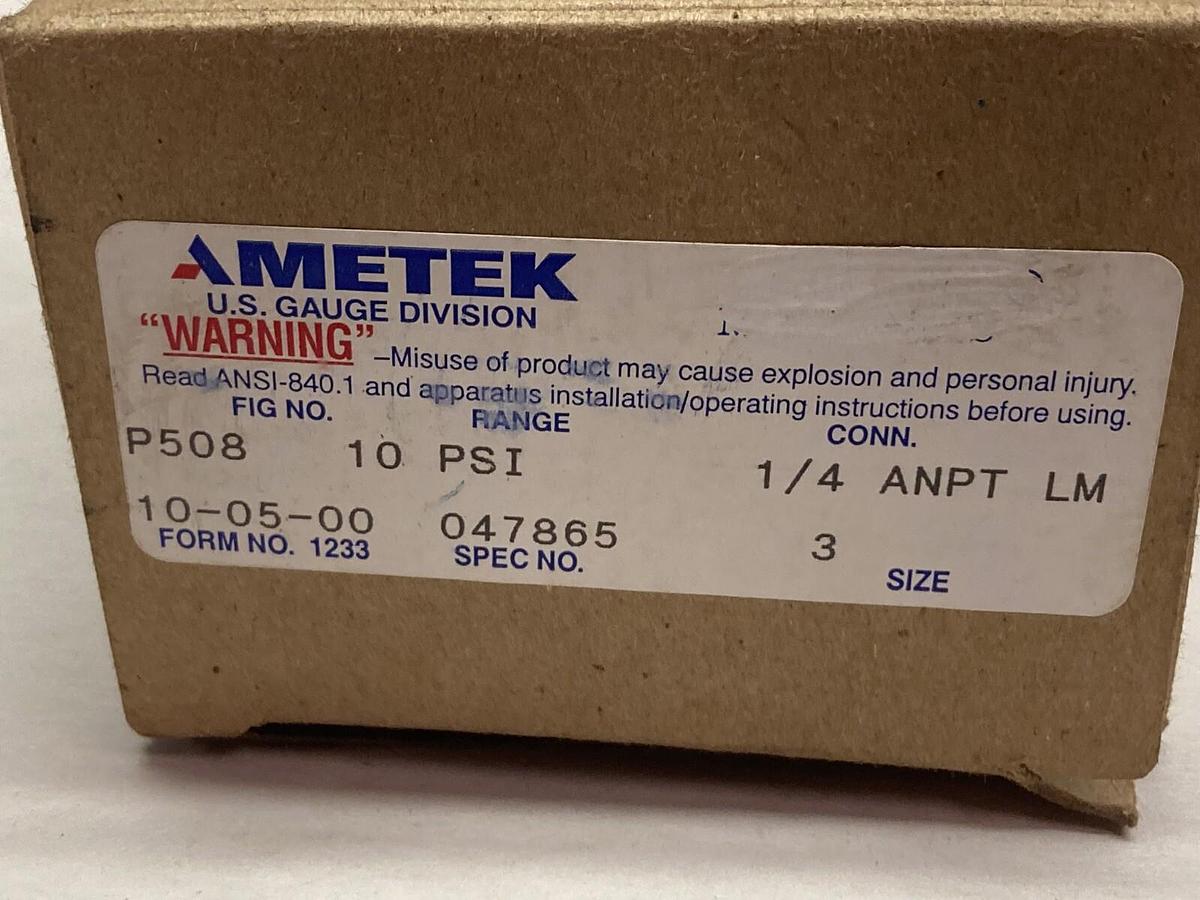 AMETEK
U.S. GAUGE DIVISION
“WARNING” –Misuse of product may cause explosion and personal injury.
Read ANSI-840.1 and apparatus installation/operating instructions before using.
FIG NO. RANGE CONN.
P508 10 PSI 1/4 ANPT LM
10-05-00 047865 3
FORM NO. 1233 SPEC NO. SIZE